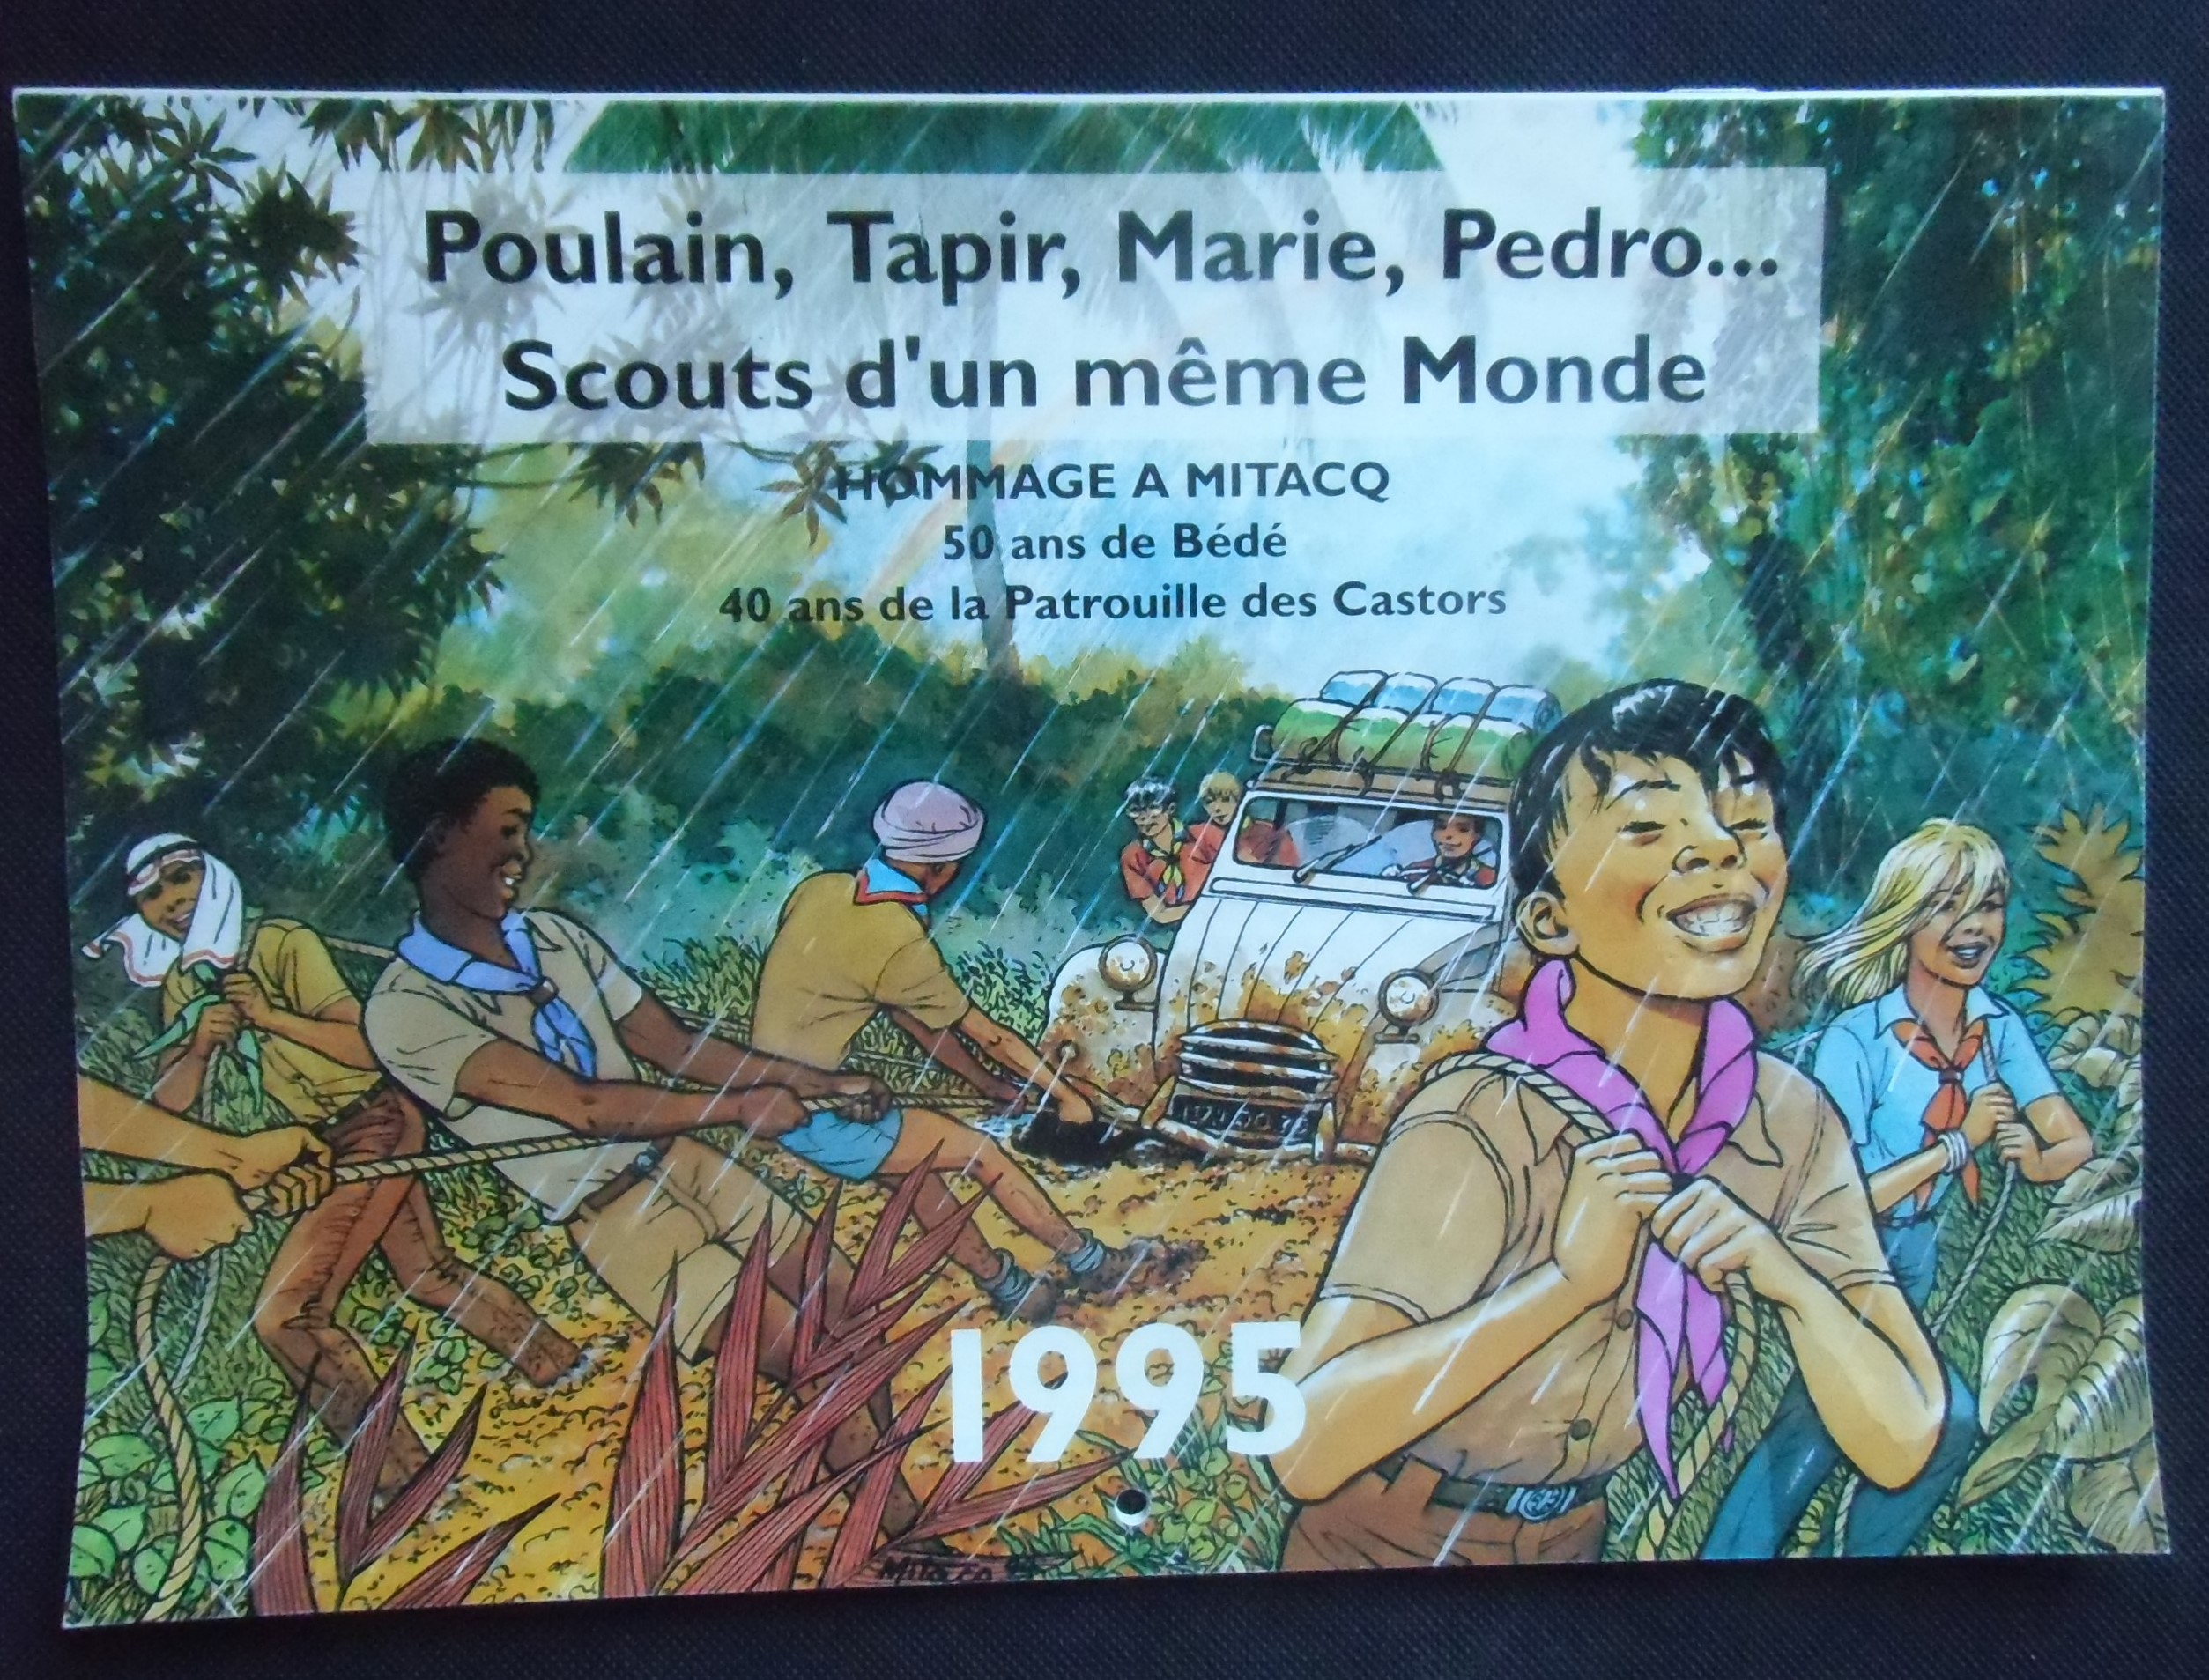 Poulain, Tapir, Marie, Pedro...
Scouts d'un même Monde
HOMMAGE A MITACQ
50 ans de Bédé
40 ans de la Patrouille des Castors
1995